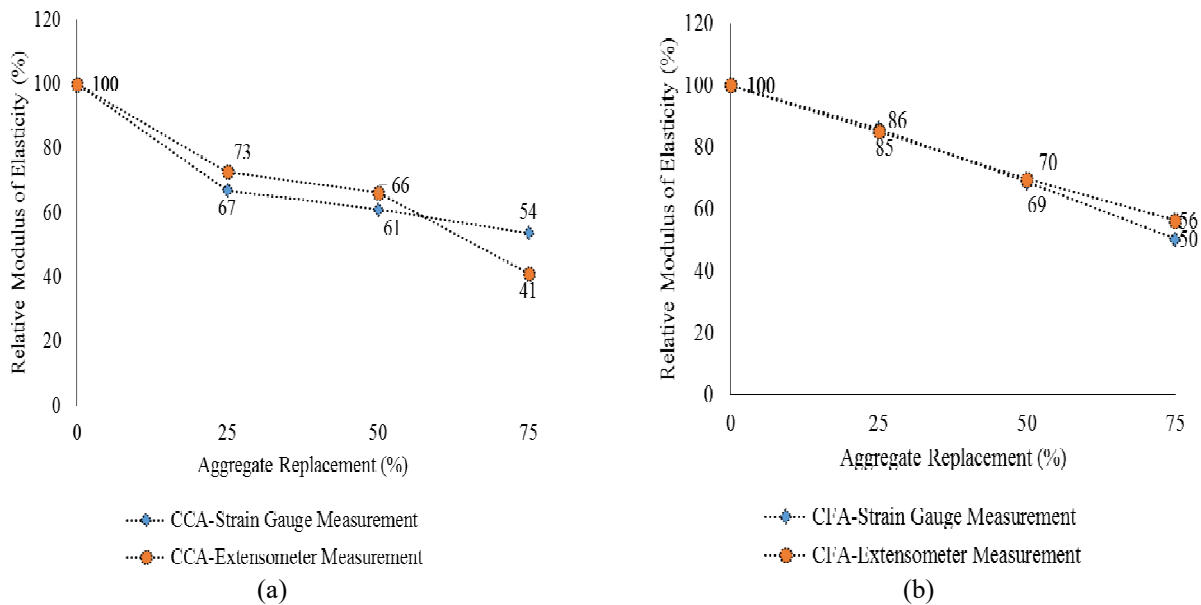 (a)
120
100
80
60
40
20
0
Relative Modulus of Elasticity (%)
100
73
67
66
61
54
41
0 25 50 75
Aggregate Replacement (%)
CCA-Strain Gauge Measurement
CCA-Extensometer Measurement
(a)
(b)
120
100
80
60
40
20
0
Relative Modulus of Elasticity (%)
100
86
85
70
69
56
50
0 25 50 75
Aggregate Replacement (%)
CFA-Strain Gauge Measurement
CFA-Extensometer Measurement
(b)